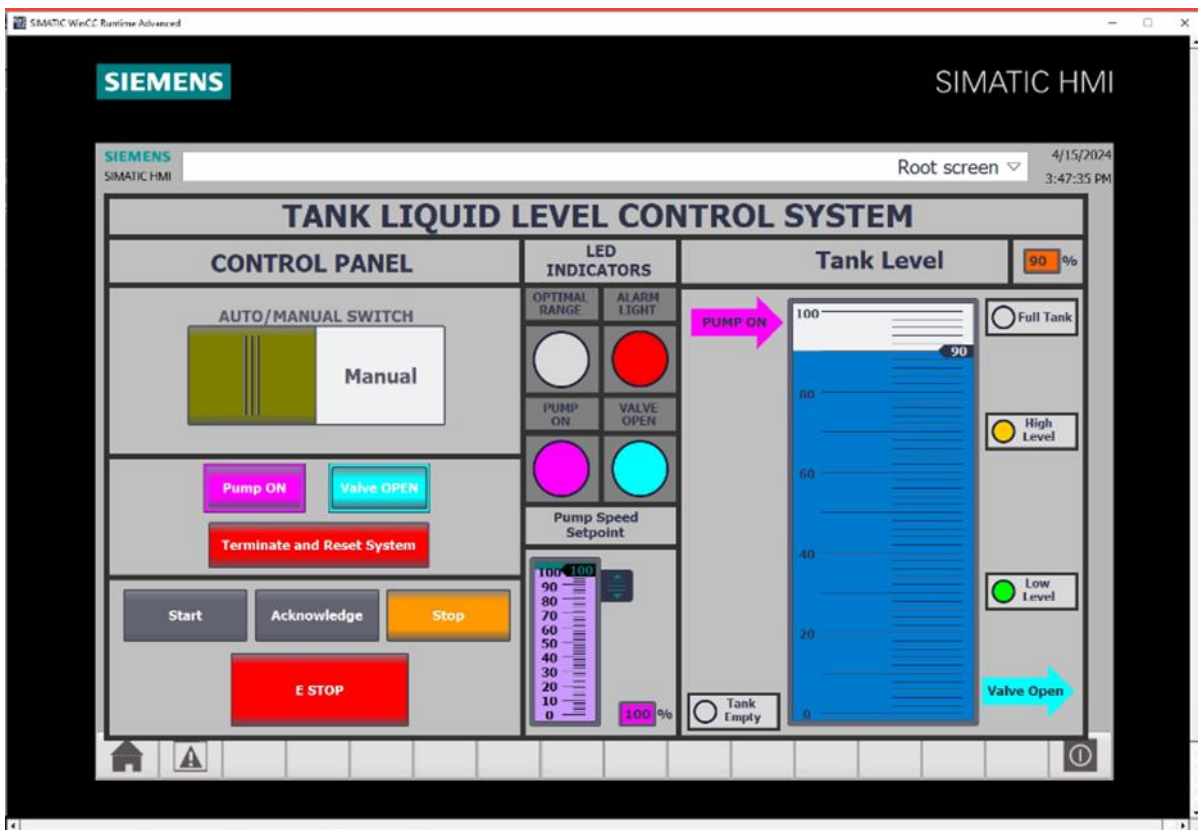 SIMATIC WinCC Runtime Advanced
SIEMENS
SIMATIC HMI
SIEMENS
SIMATIC HMI
Root screen
4/15/2024
3:47:35 PM
TANK LIQUID LEVEL CONTROL SYSTEM
CONTROL PANEL
LED
INDICATORS
Tank Level
90 %
AUTO/MANUAL SWITCH
Manual
OPTIMAL
RANGE
ALARM
LIGHT
PUMP
ON
VALVE
OPEN
Pump ON
Valve OPEN
Terminate and Reset System
Start
Acknowledge
Stop
E STOP
Pump Speed
Setpoint
100 100
90
80
70
60
50
40
30
20
10
0
100 %
PUMP ON
100
90
80
60
40
20
0
Full Tank
High
Level
Low
Level
Valve Open
Tank
Empty